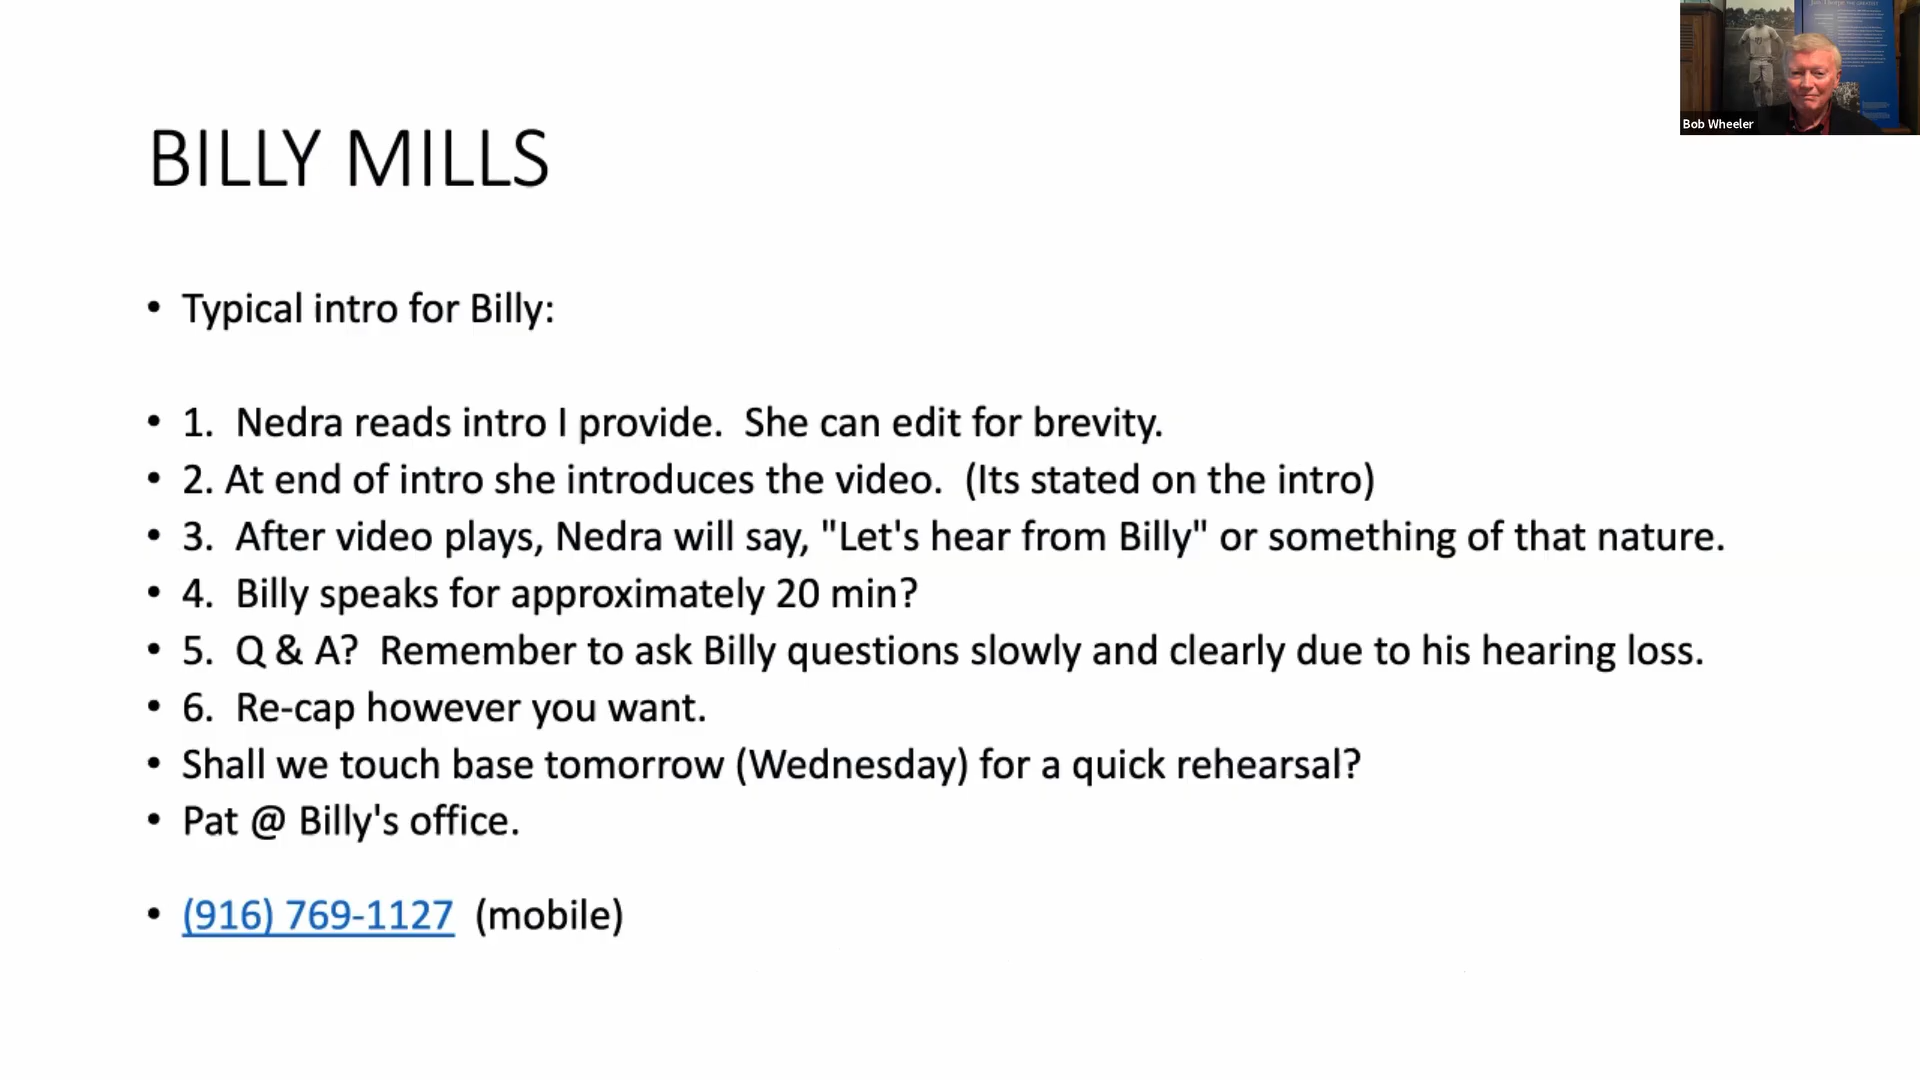 BILLY MILLS
Bob Wheeler
• Typical intro for Billy:
• 1.  Nedra reads intro I provide.  She can edit for brevity.
• 2. At end of intro she introduces the video.  (Its stated on the intro)
• 3.  After video plays, Nedra will say, "Let's hear from Billy" or something of that nature.
• 4.  Billy speaks for approximately 20 min?
• 5.  Q & A?  Remember to ask Billy questions slowly and clearly due to his hearing loss.
• 6.  Re-cap however you want.
• Shall we touch base tomorrow (Wednesday) for a quick rehearsal?
• Pat @ Billy's office.
• (916) 769-1127  (mobile)